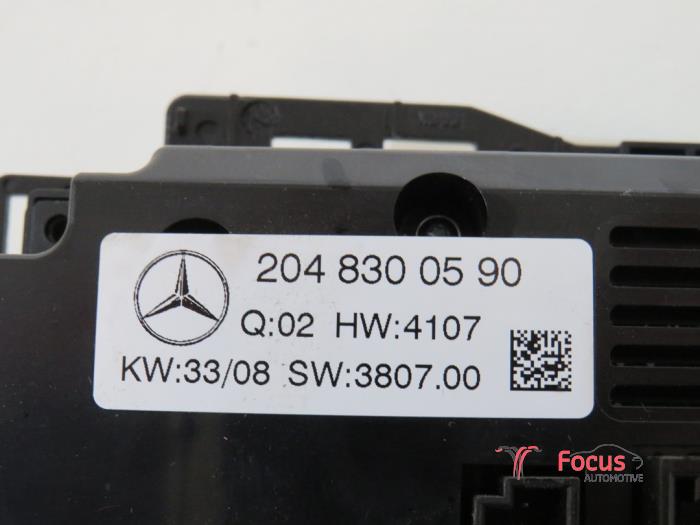 204 830 05 90
Q:02 HW:4107
KW:33/08 SW:3807.00
Focus
AUTOMOTIVE